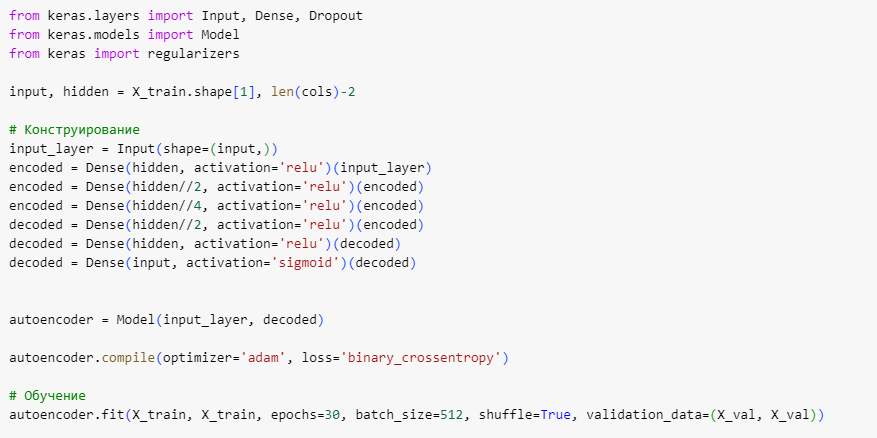 from keras.layers import Input, Dense, Dropout
from keras.models import Model
from keras import regularizers
input, hidden = X_train.shape[1], len(cols)-2
# Конструирование
input_layer = Input(shape=(input,))
encoded = Dense(hidden, activation='relu')(input_layer)
encoded = Dense(hidden//2, activation='relu')(encoded)
encoded = Dense(hidden//4, activation='relu')(encoded)
decoded = Dense(hidden//2, activation='relu')(encoded)
decoded = Dense(hidden, activation='relu')(decoded)
decoded = Dense(input, activation='sigmoid')(decoded)
autoencoder = Model(input_layer, decoded)
autoencoder.compile(optimizer='adam', loss='binary_crossentropy')
# Обучение
autoencoder.fit(X_train, X_train, epochs=30, batch_size=512, shuffle=True, validation_data=(X_val, X_val))